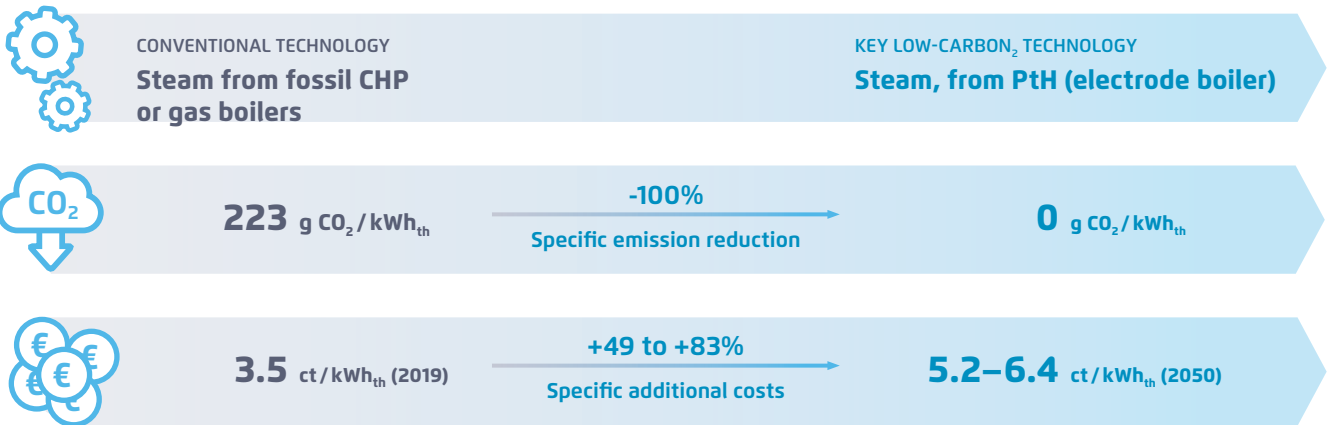 CONVENTIONAL TECHNOLOGY
Steam from fossil CHP
or gas boilers
KEY LOW-CARBON₂ TECHNOLOGY
Steam, from PtH (electrode boiler)
CO₂
223 g CO₂/kWhth
-100%
Specific emission reduction
0 g CO₂/kWhth
€
€
€
€
€
3.5 ct/kWhth (2019)
+49 to +83%
Specific additional costs
5.2–6.4 ct/kWhth (2050)